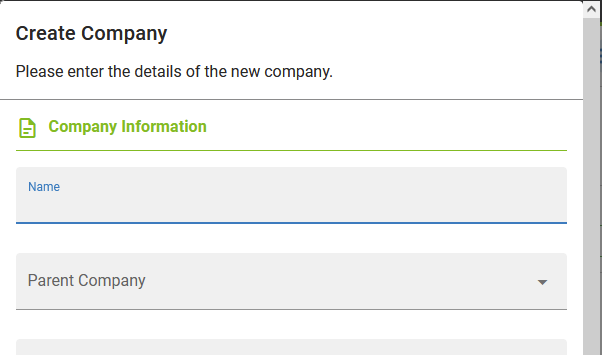 Create Company
Please enter the details of the new company.
Company Information
Name
Parent Company